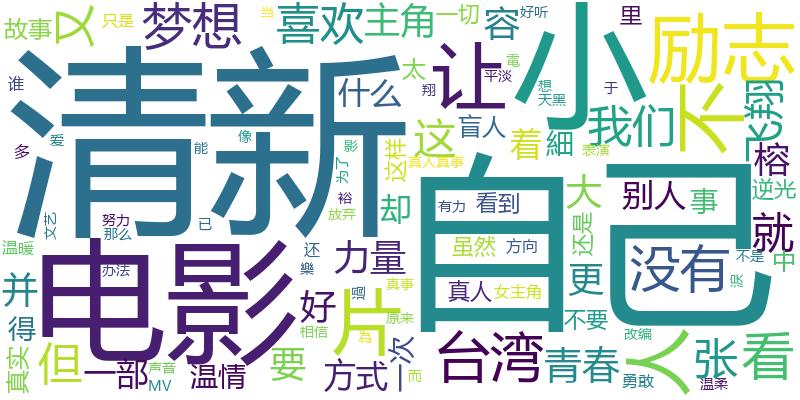 故事
又
梦想
喜欢
主角
一切
当
好听
容
小
里
励志
只是
谁
清新
什么
太
让
平淡
翔
想
天黑
于
不
飞翔
多
爱
能
像
影
为了
这样
这
盲人
着
細
我们
榕
真人真事
表演
逆光
文艺
努力
那么
已
裕
放弃
却
自己
有力
看到
大
还是
别人
事
就
温暖
电影
办法
还
樂
力量
虽然
方向
更
没有
不是
中
淚
并
得
好
過
真事
片
真人
女主角
不要
相信
為
原来
真实
但
一部
声音
MV
温情
要
方式
一次
而
台湾
青春
改编
勇敢
人
张
温柔
看